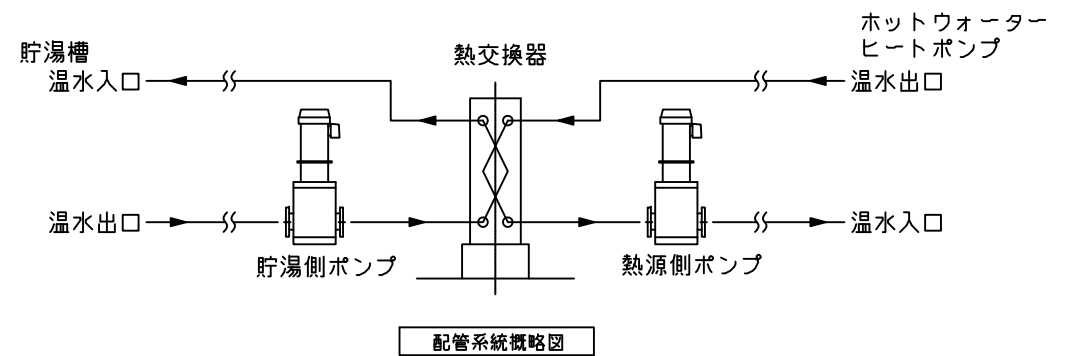 ホットウォーター
ヒートポンプ
貯湯槽
熱交換器
温水入口
温水出口
温水出口
温水入口
貯湯側ポンプ
熱源側ポンプ
配管系統概略図